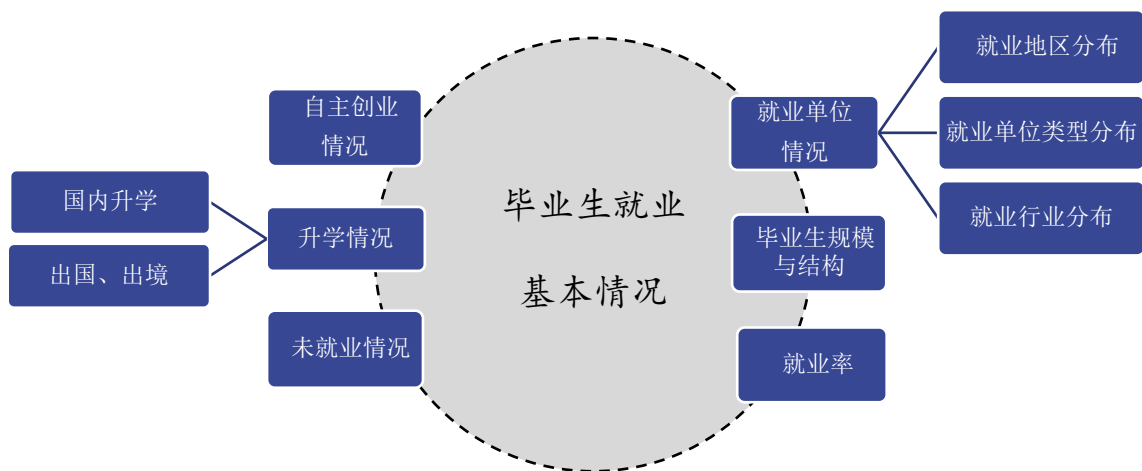 国内升学
出国、出境
自主创业
情况
升学情况
未就业情况
毕业生就业
基本情况
就业单位
情况
毕业生规模
与结构
就业率
就业地区分布
就业单位类型分布
就业行业分布